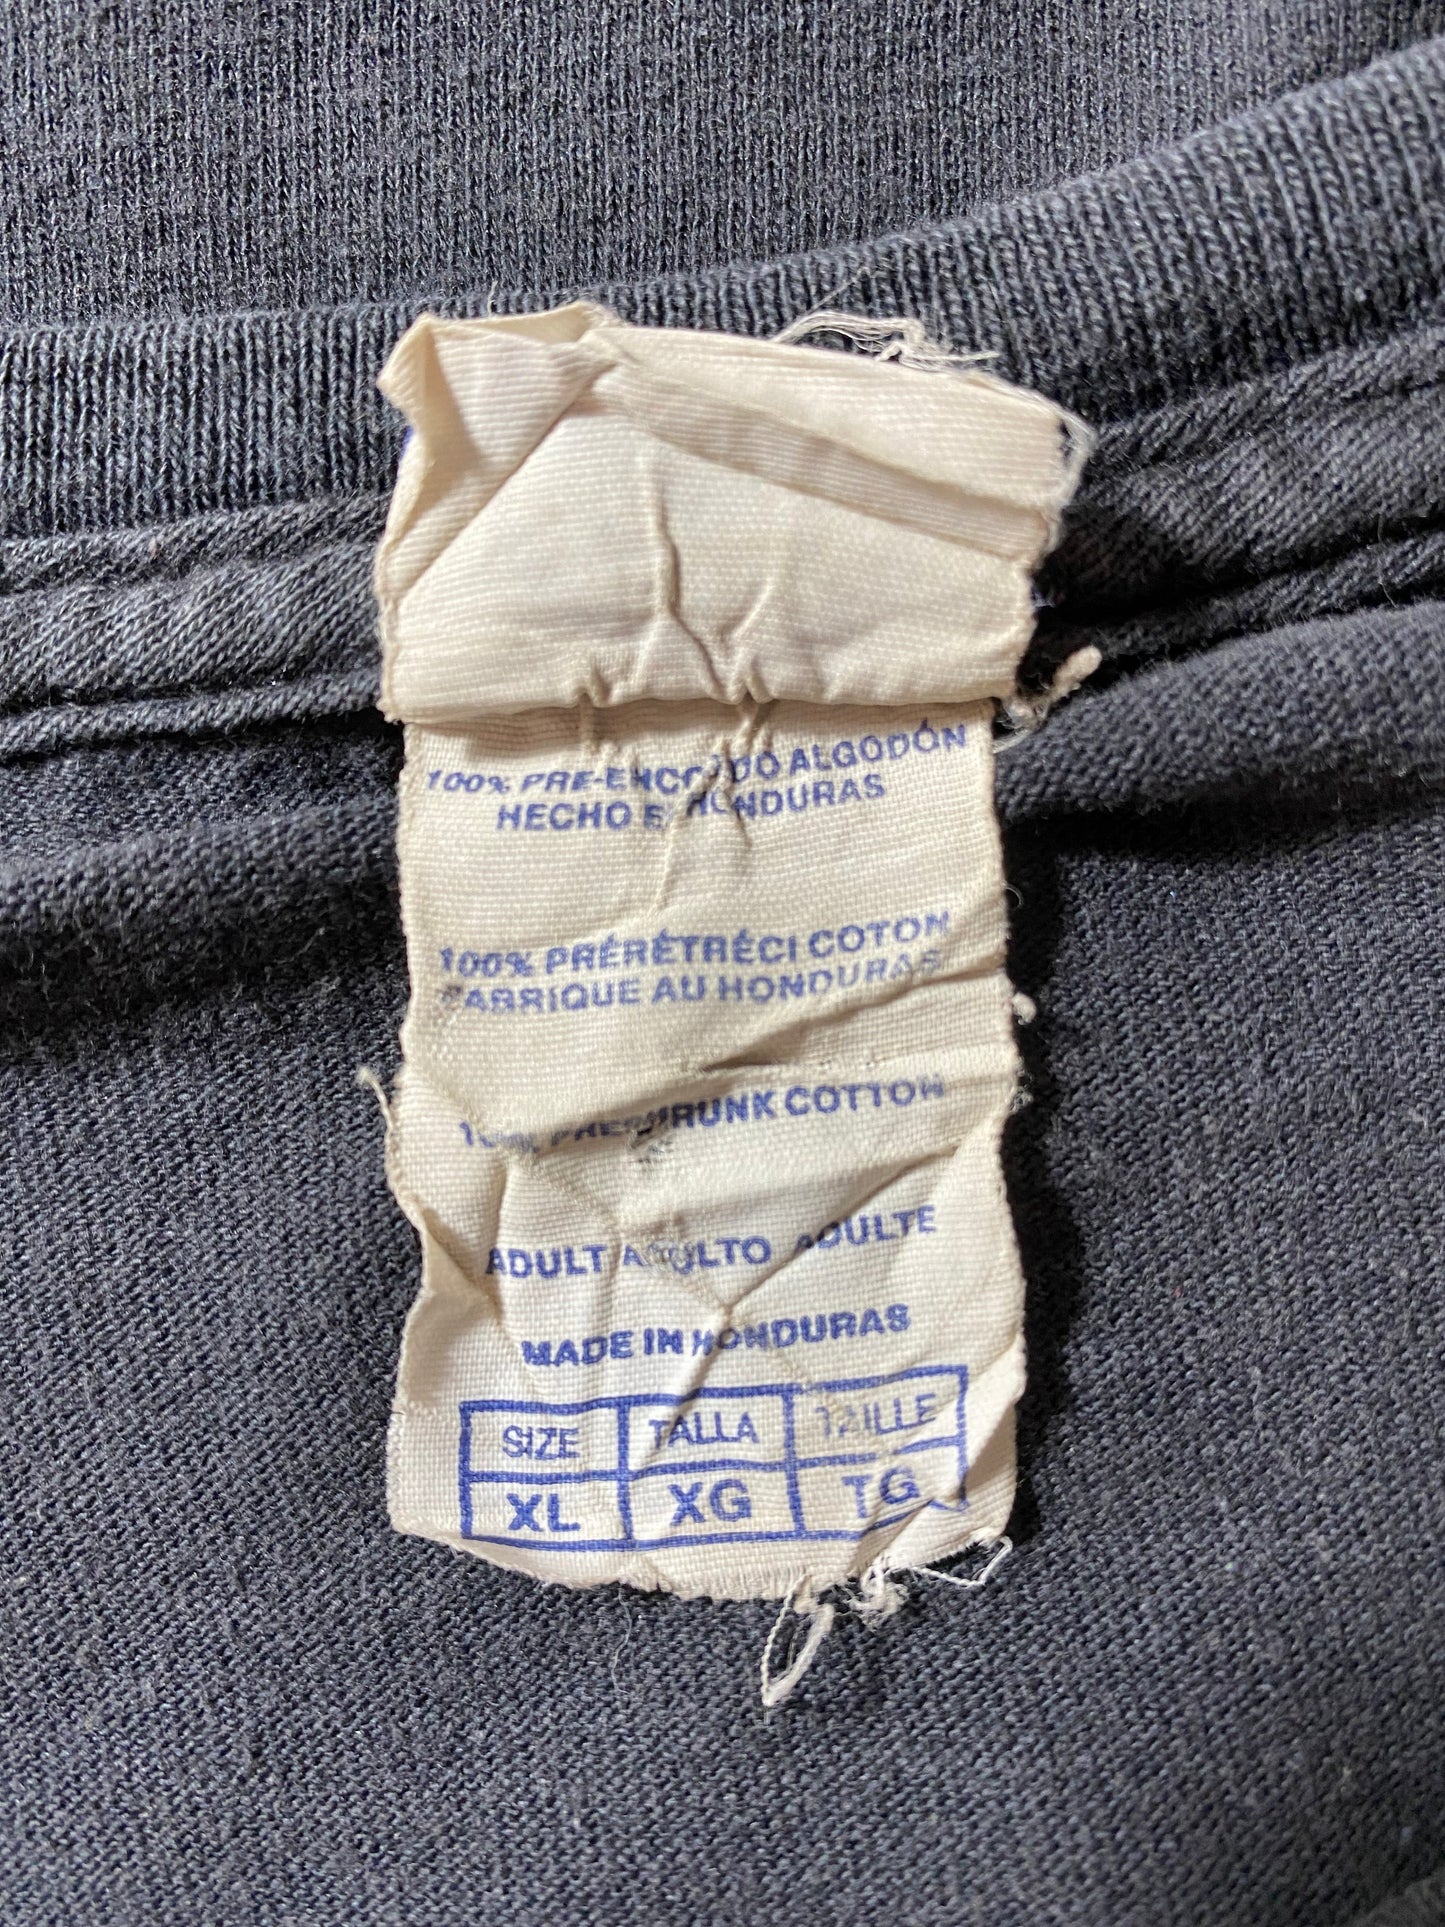 100% PRE-ENCOGIDO ALGODÓN
HECHO EN HONDURAS
100% PRÉRÉTRÉCI COTON
FABRIQUE AU HONDURAS
100% PRESHRUNK COTTON
ADULT ADULTO ADULTE
MADE IN HONDURAS
SIZE TALLA TAILLE
XL XG TG